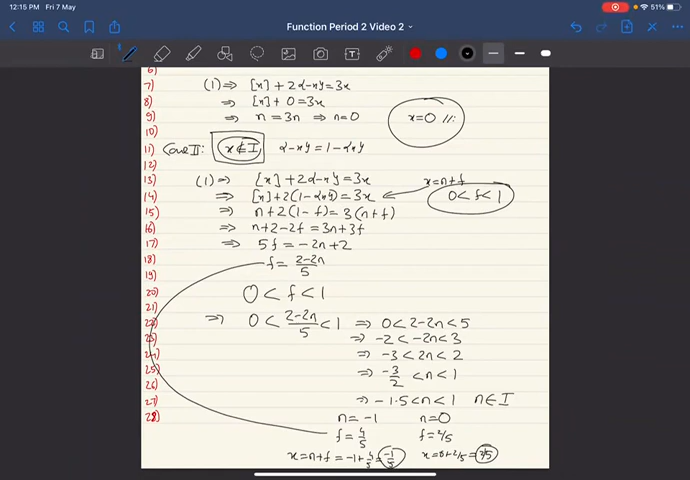 12:15 PM Fri 7 May
51%
Function Period 2 Video 2
6)
7) (1) ⇒ [x] + 2{-x} = 3x
8) ⇒ [x] + 0 = 3x
9) ⇒ n = 3n ⇒ n = 0
x = 0 //:
10)
11) Case II: x ∉ I {-x} = 1 - {x}
12)
13) (1) ⇒ [x] + 2{-x} = 3x
x = n + f
14) ⇒ [x] + 2(1 - {x}) = 3x
0 < f < 1
15) ⇒ n + 2(1 - f) = 3(n + f)
16) ⇒ n + 2 - 2f = 3n + 3f
17) ⇒ 5f = -2n + 2
18) f = (2-2n)/5
19)
20) 0 < f < 1
21)
22) ⇒ 0 < (2-2n)/5 < 1 ⇒ 0 < 2 - 2n < 5
23) ⇒ -2 < -2n < 3
24) ⇒ -3 < 2n < 2
25) ⇒ -3/2 < n < 1
26)
27) ⇒ -1.5 < n < 1 n ∈ I
28) n = -1 n = 0
f = 4/5 f = 2/5
x = n + f = -1 + 4/5 = -1/5 x = 0 + 2/5 = 2/5